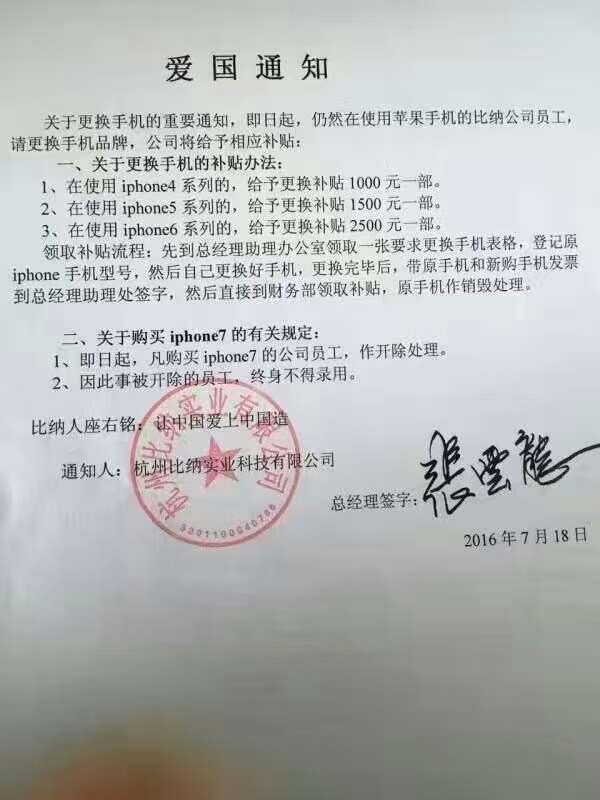 爱 国 通 知
关于更换手机的重要通知，即日起，仍然在使用苹果手机的比纳公司员工，
请更换手机品牌，公司将给予相应补贴：
一、关于更换手机的补贴办法：
1、在使用 iphone4 系列的，给予更换补贴 1000 元一部。
2、在使用 iphone5 系列的，给予更换补贴 1500 元一部。
3、在使用 iphone6 系列的，给予更换补贴 2500 元一部。
领取补贴流程：先到总经理助理办公室领取一张要求更换手机表格，登记原
iphone 手机型号，然后自己更换好手机，更换完毕后，带原手机和新购手机发票
到总经理助理处签字，然后直接到财务部领取补贴，原手机作销毁处理。
二、关于购买 iphone7 的有关规定：
1、即日起，凡购买 iphone7 的公司员工，作开除处理。
2、因此事被开除的员工，终身不得录用。
比纳人座右铭：让中国爱上中国造
通知人：杭州比纳实业科技有限公司
杭州比纳实业有限公司
总经理签字：張雲龍
2016 年 7 月 18 日